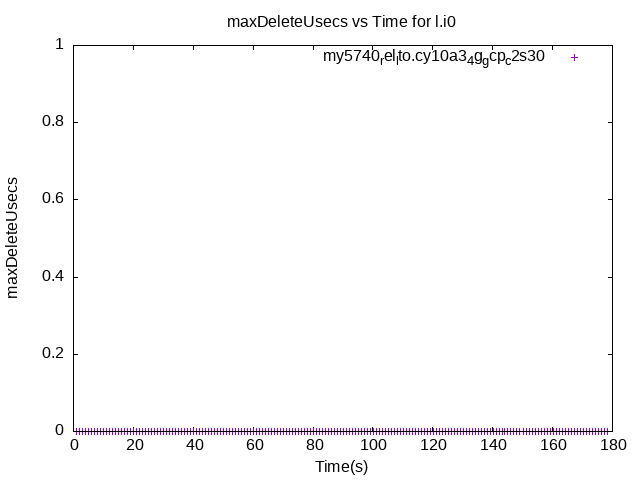 maxDeleteUsecs vs Time for l.i0
my5740rellto.cy10a34ggcpc2s30
1
0.8
0.6
0.4
0.2
0
maxDeleteUsecs
0 20 40 60 80 100 120 140 160 180
Time(s)